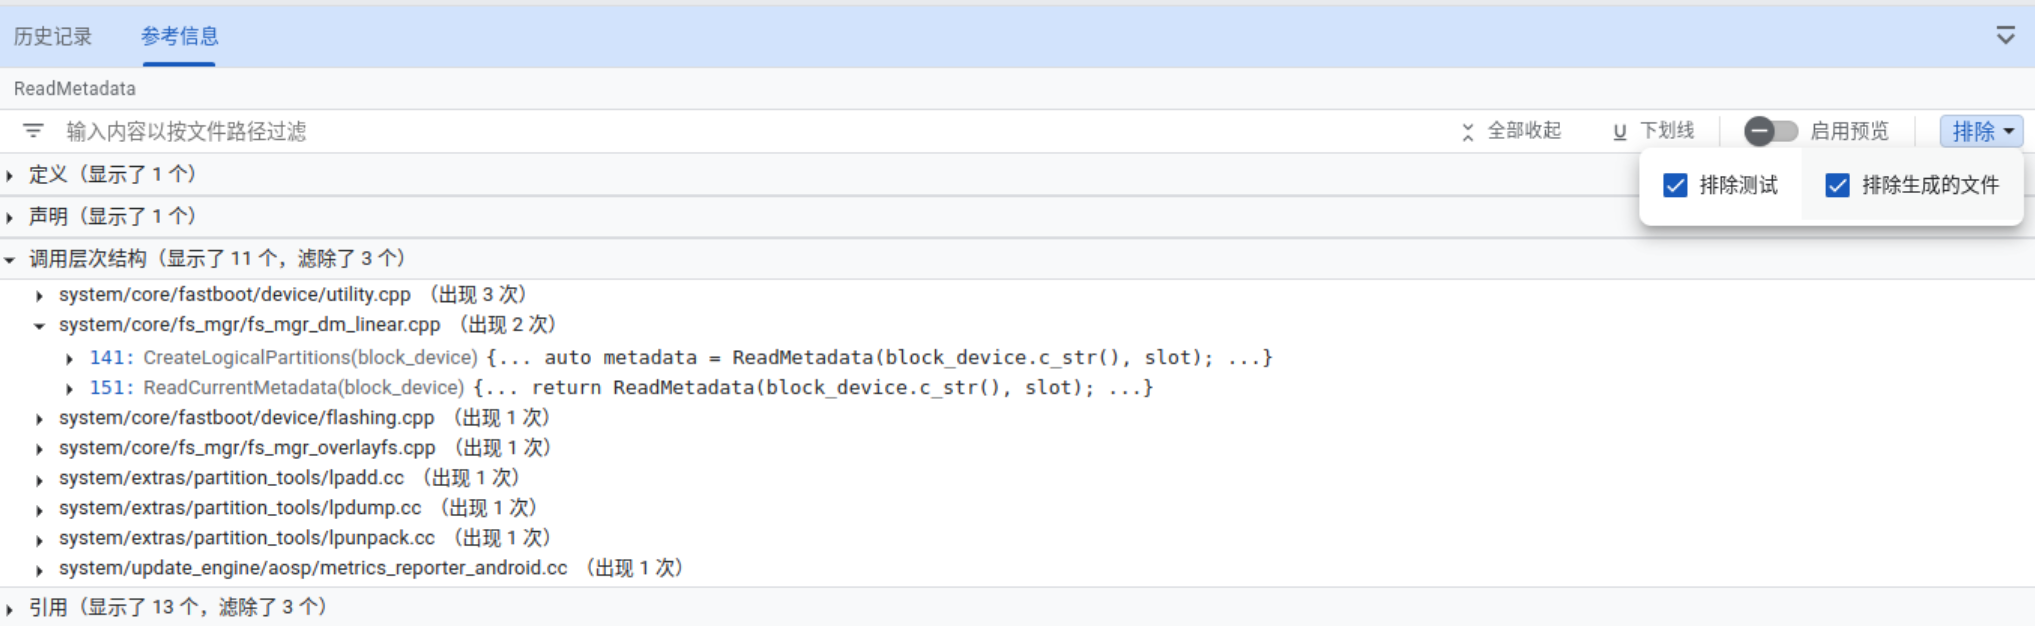 历史记录 参考信息
ReadMetadata
输入内容以按文件路径过滤 全部收起 U 下划线 启用预览 排除
定义（显示了 1 个） 排除测试 排除生成的文件
声明（显示了 1 个）
调用层次结构（显示了 11 个，滤除了 3 个）
system/core/fastboot/device/utility.cpp （出现 3 次）
system/core/fs_mgr/fs_mgr_dm_linear.cpp （出现 2 次）
141: CreateLogicalPartitions(block_device) {... auto metadata = ReadMetadata(block_device.c_str(), slot); ...}
151: ReadCurrentMetadata(block_device) {... return ReadMetadata(block_device.c_str(), slot); ...}
system/core/fastboot/device/flashing.cpp （出现 1 次）
system/core/fs_mgr/fs_mgr_overlayfs.cpp （出现 1 次）
system/extras/partition_tools/lpadd.cc （出现 1 次）
system/extras/partition_tools/lpdump.cc （出现 1 次）
system/extras/partition_tools/lpunpack.cc （出现 1 次）
system/update_engine/aosp/metrics_reporter_android.cc （出现 1 次）
引用（显示了 13 个，滤除了 3 个）